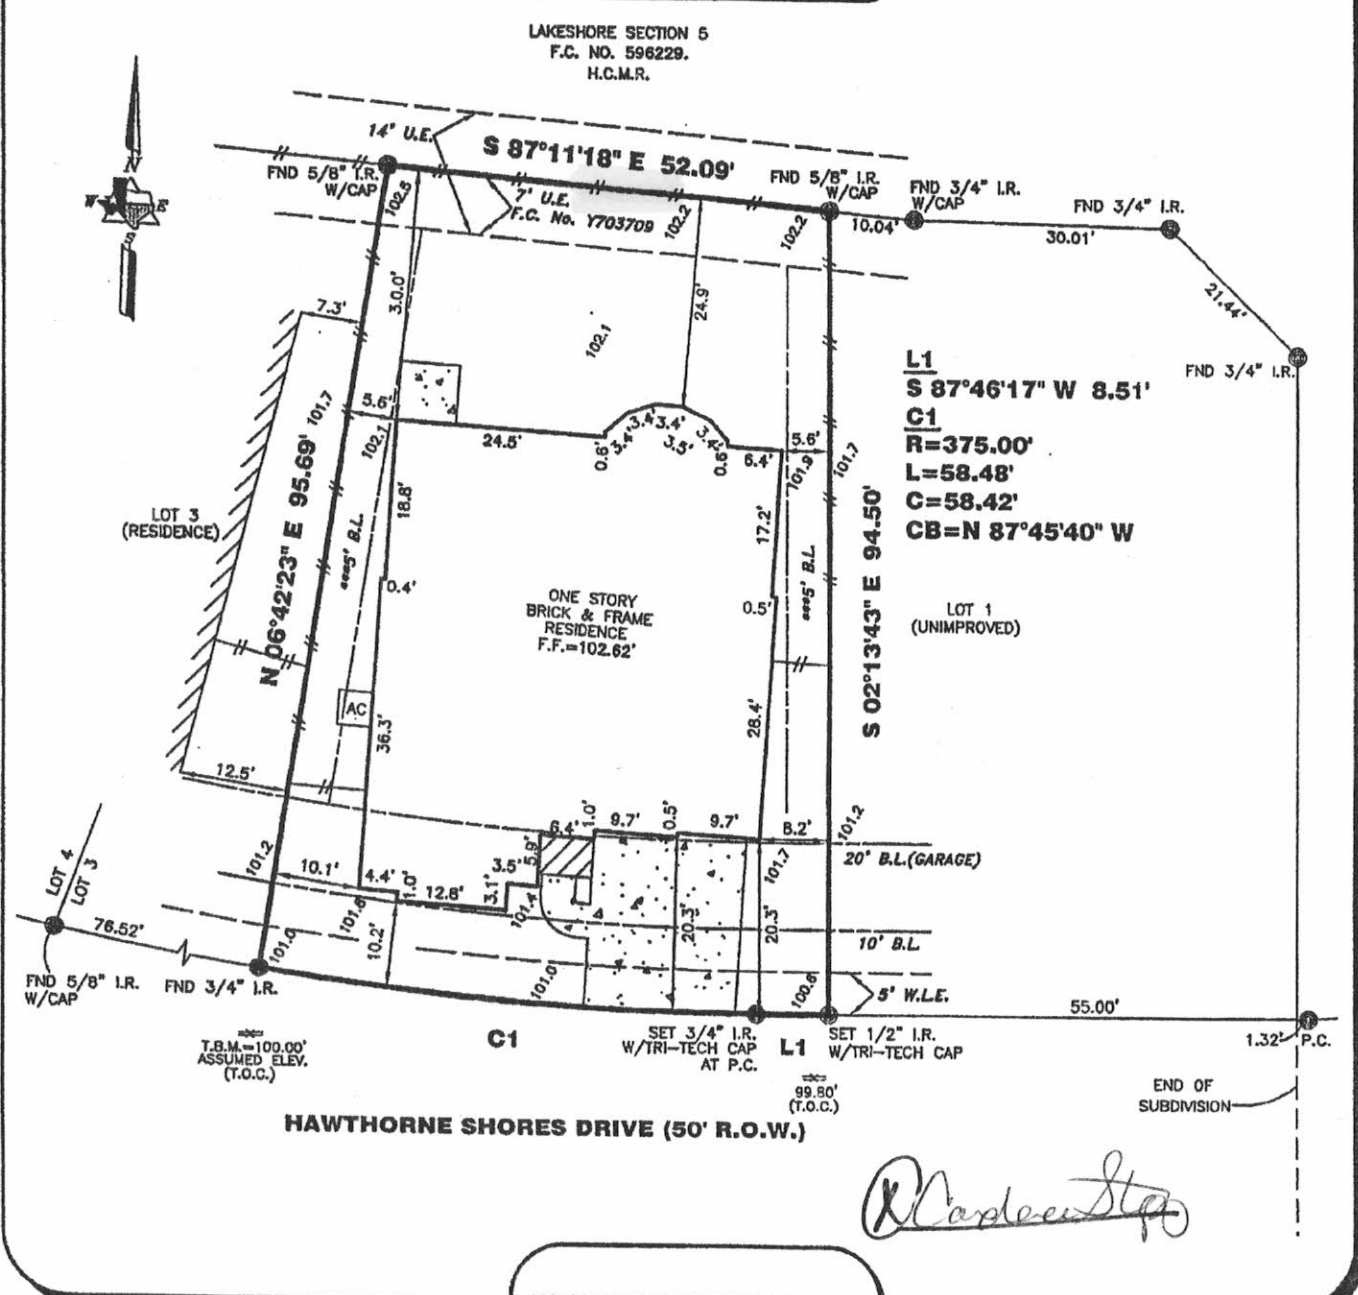 LAKESHORE SECTION 5
F.C. NO. 596229.
H.C.M.R.
14' U.E.
S 87°11'18" E 52.09'
FND 5/8" I.R.
W/CAP
FND 5/8" I.R.
W/CAP
FND 3/4" I.R.
W/CAP
FND 3/4" I.R.
N
W
E
S
7' U.E.
F.C. No. Y703709
102.2
102.2
10.04'
30.01'
21.44'
7.3'
3.0.0'
24.9'
102.1
L1
S 87°46'17" W 8.51'
C1
R=375.00'
L=58.48'
C=58.42'
CB=N 87°45'40" W
FND 3/4" I.R.
101.7
5.6'
102.1
24.5'
0.6'
3.4'
3.4'
3.4'
3.5'
3.4'
0.6'
6.4'
5.6'
101.9
101.7
N 06°42'23" E 95.69'
18.8'
17.2'
S 02°13'43" E 94.50'
LOT 3
(RESIDENCE)
***5' B.L.
***5' B.L.
0.4'
0.5'
ONE STORY
BRICK & FRAME
RESIDENCE
F.F.=102.62'
LOT 1
(UNIMPROVED)
AC
36.3'
28.4'
12.5'
6.4'
1.0'
9.7'
0.5'
9.7'
8.2'
101.2
20' B.L.(GARAGE)
101.2
10.1'
4.4'
1.0'
12.8'
3.1'
3.5'
5.9'
101.4
101.7
LOT 4
LOT 3
76.52'
101.0
10.2'
101.0
20.3'
20.3'
10' B.L.
5' W.L.E.
FND 5/8" I.R.
W/CAP
FND 3/4" I.R.
55.00'
C1
SET 3/4" I.R.
W/TRI-TECH CAP
AT P.C.
L1
SET 1/2" I.R.
W/TRI-TECH CAP
1.32'
P.C.
T.B.M.=100.00'
ASSUMED ELEV.
(T.O.C.)
99.80'
(T.O.C.)
END OF
SUBDIVISION
HAWTHORNE SHORES DRIVE (50' R.O.W.)
X